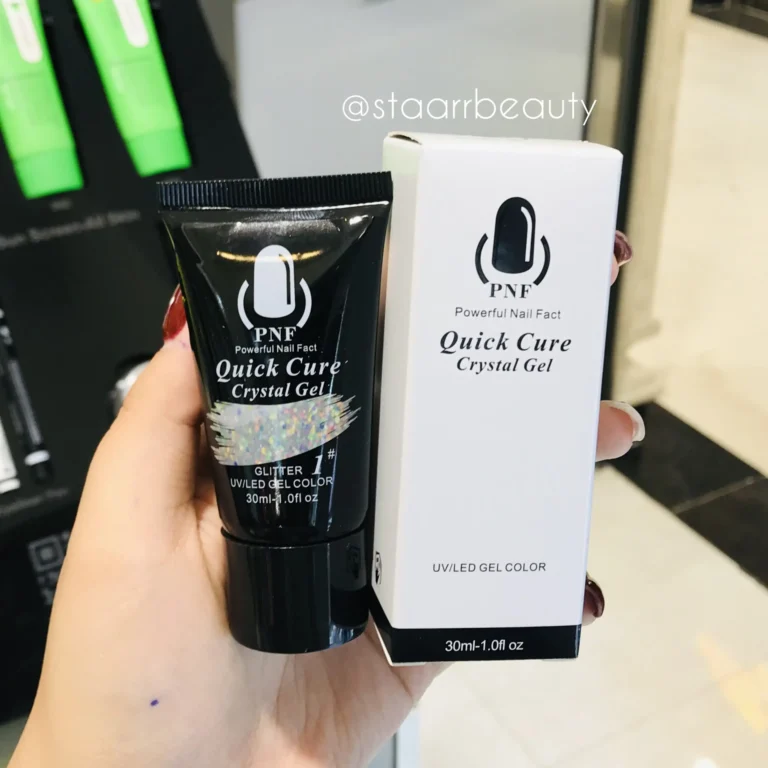 @staarrbeauty
PNF
Powerful Nail Fact
Quick Cure
Crystal Gel
GLITTER 1#
UV/LED GEL COLOR
30ml-1.0fl oz
PNF
Powerful Nail Fact
Quick Cure
Crystal Gel
UV/LED GEL COLOR
30ml-1.0fl oz